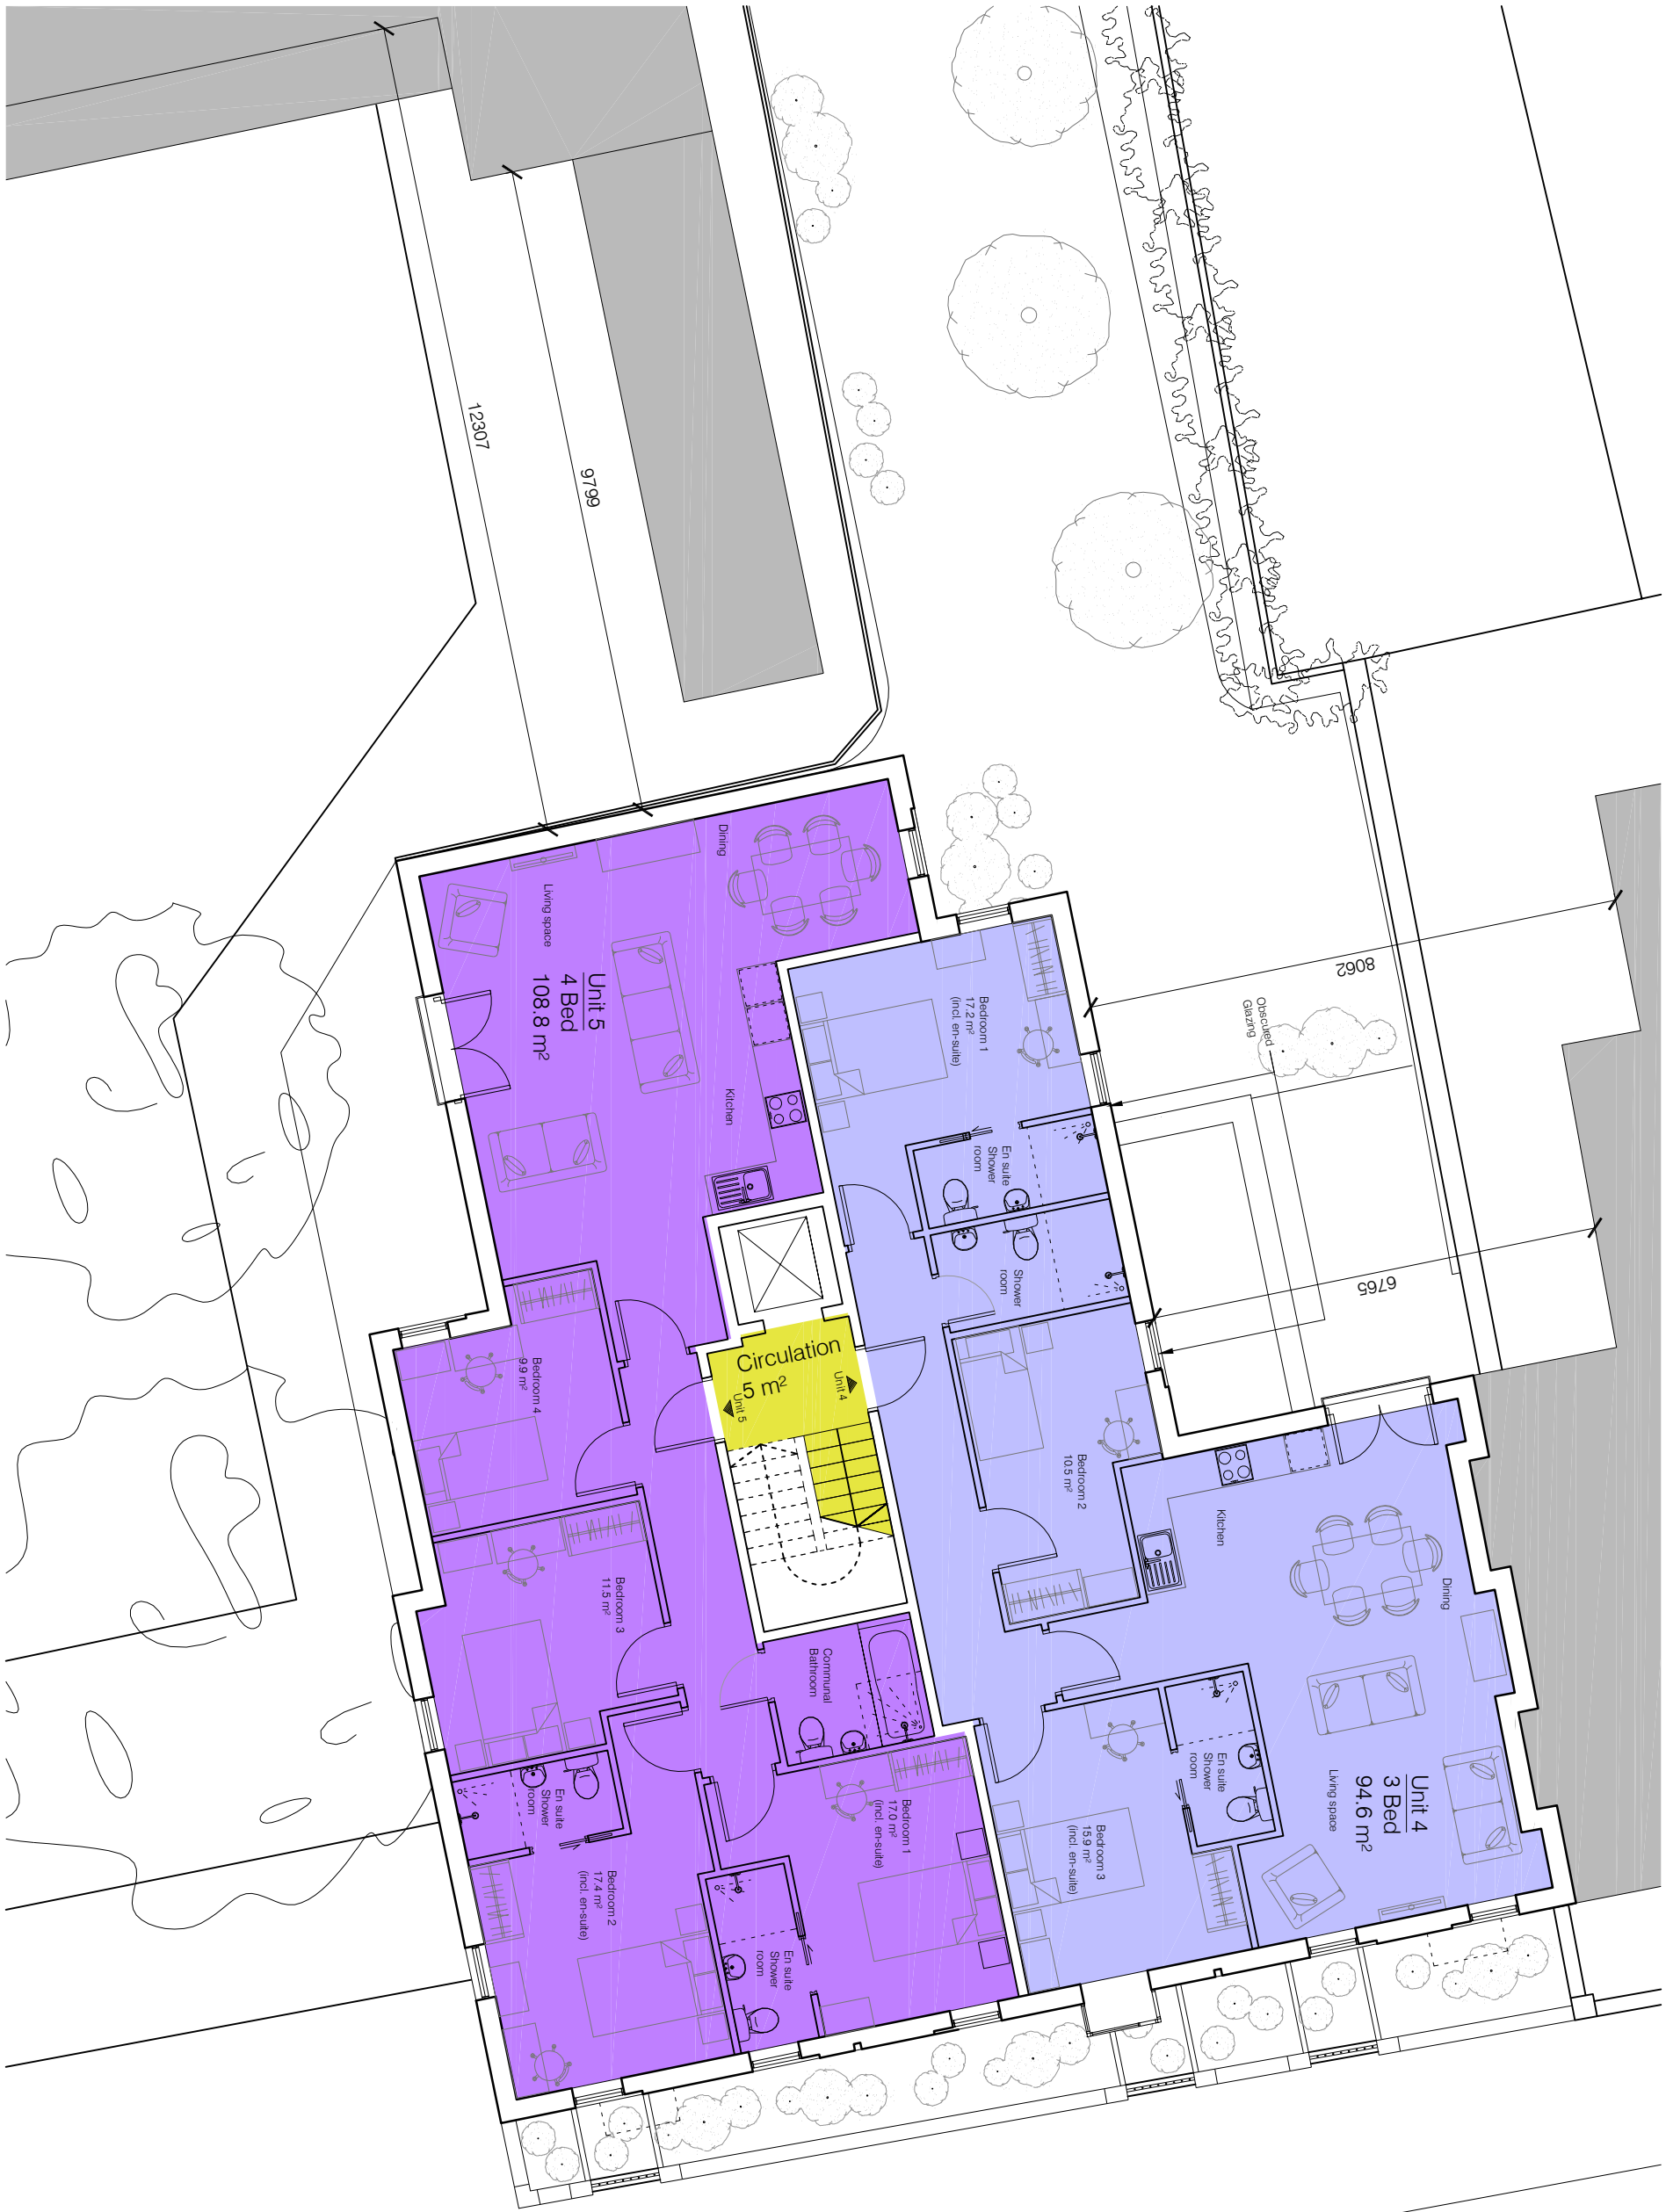 12307
9799
8062
6765
Obscured
Glazing
Dining
Living space
Unit 5
4 Bed
108.8 m²
Kitchen
Bedroom 1
17.2 m²
(incl. en-suite)
En suite
Shower
room
Shower
room
Circulation
5 m²
Unit 4
Unit 5
Bedroom 4
9.9 m²
Bedroom 2
10.5 m²
Kitchen
Dining
Bedroom 3
11.5 m²
Communal
Bathroom
En suite
Shower
room
Living space
Unit 4
3 Bed
94.6 m²
En suite
Shower
room
Bedroom 1
17.0 m²
(incl. en-suite)
Bedroom 3
15.9 m²
(incl. en-suite)
Bedroom 2
17.4 m²
(incl. en-suite)
En suite
Shower
room